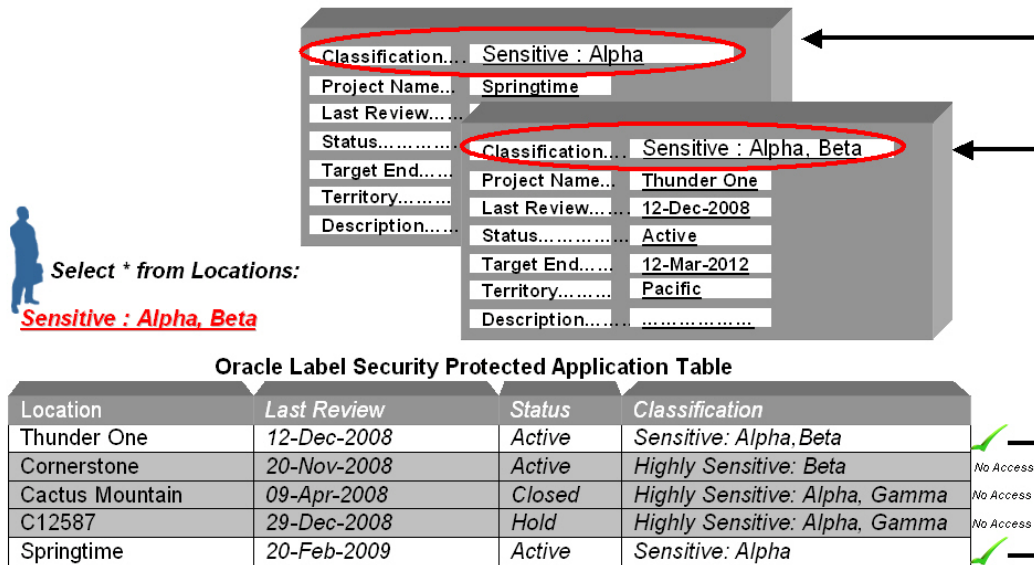 Classification.... Sensitive : Alpha
Project Name... Springtime
Last Review......
Status..............
Target End......
Territory.........
Description......
Classification.... Sensitive : Alpha, Beta
Project Name... Thunder One
Last Review....... 12-Dec-2008
Status............... Active
Target End...... 12-Mar-2012
Territory......... Pacific
Description........ ..................
Select * from Locations:
Sensitive : Alpha, Beta
Oracle Label Security Protected Application Table
Location Last Review Status Classification
Thunder One 12-Dec-2008 Active Sensitive: Alpha,Beta
Cornerstone 20-Nov-2008 Active Highly Sensitive: Beta No Access
Cactus Mountain 09-Apr-2008 Closed Highly Sensitive: Alpha, Gamma No Access
C12587 29-Dec-2008 Hold Highly Sensitive: Alpha, Gamma No Access
Springtime 20-Feb-2009 Active Sensitive: Alpha